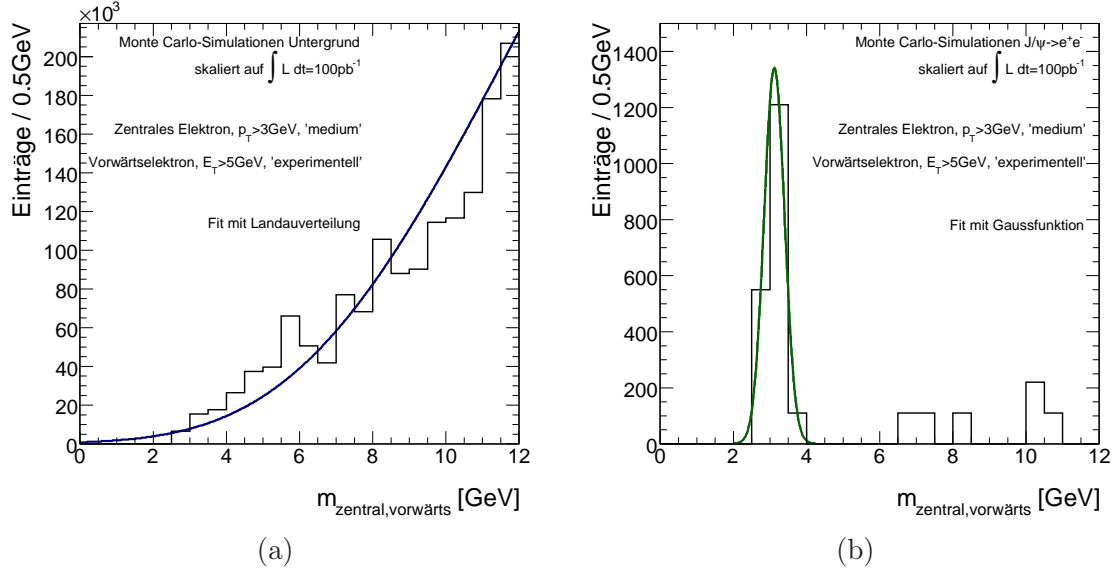 ×10³
Einträge / 0.5GeV
200
180
160
140
120
100
80
60
40
20
0
0 2 4 6 8 10 12
m_zentral,vorwärts [GeV]
Monte Carlo-Simulationen Untergrund
skaliert auf ∫ L dt=100pb⁻¹
Zentrales Elektron, p_T>3GeV, 'medium'
Vorwärtselektron, E_T>5GeV, 'experimentell'
Fit mit Landauverteilung
(a)
Einträge / 0.5GeV
1400
1200
1000
800
600
400
200
0
0 2 4 6 8 10 12
m_zentral,vorwärts [GeV]
Monte Carlo-Simulationen J/ψ->e⁺e⁻
skaliert auf ∫ L dt=100pb⁻¹
Zentrales Elektron, p_T>3GeV, 'medium'
Vorwärtselektron, E_T>5GeV, 'experimentell'
Fit mit Gaussfunktion
(b)